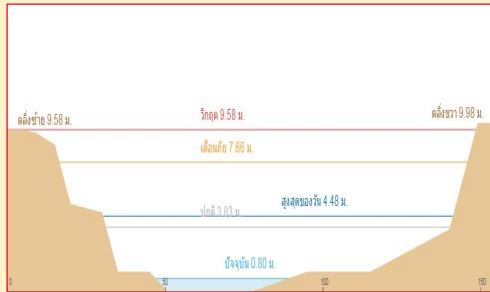 วิกฤต 9.58 ม.
ตลิ่งซ้าย 9.58 ม.
ตลิ่งขวา 9.98 ม.
เตือนภัย 7.66 ม.
สูงสุดของวัน 4.48 ม.
ปกติ 3.83 ม.
ปัจจุบัน 0.80 ม.
0 50 100 150